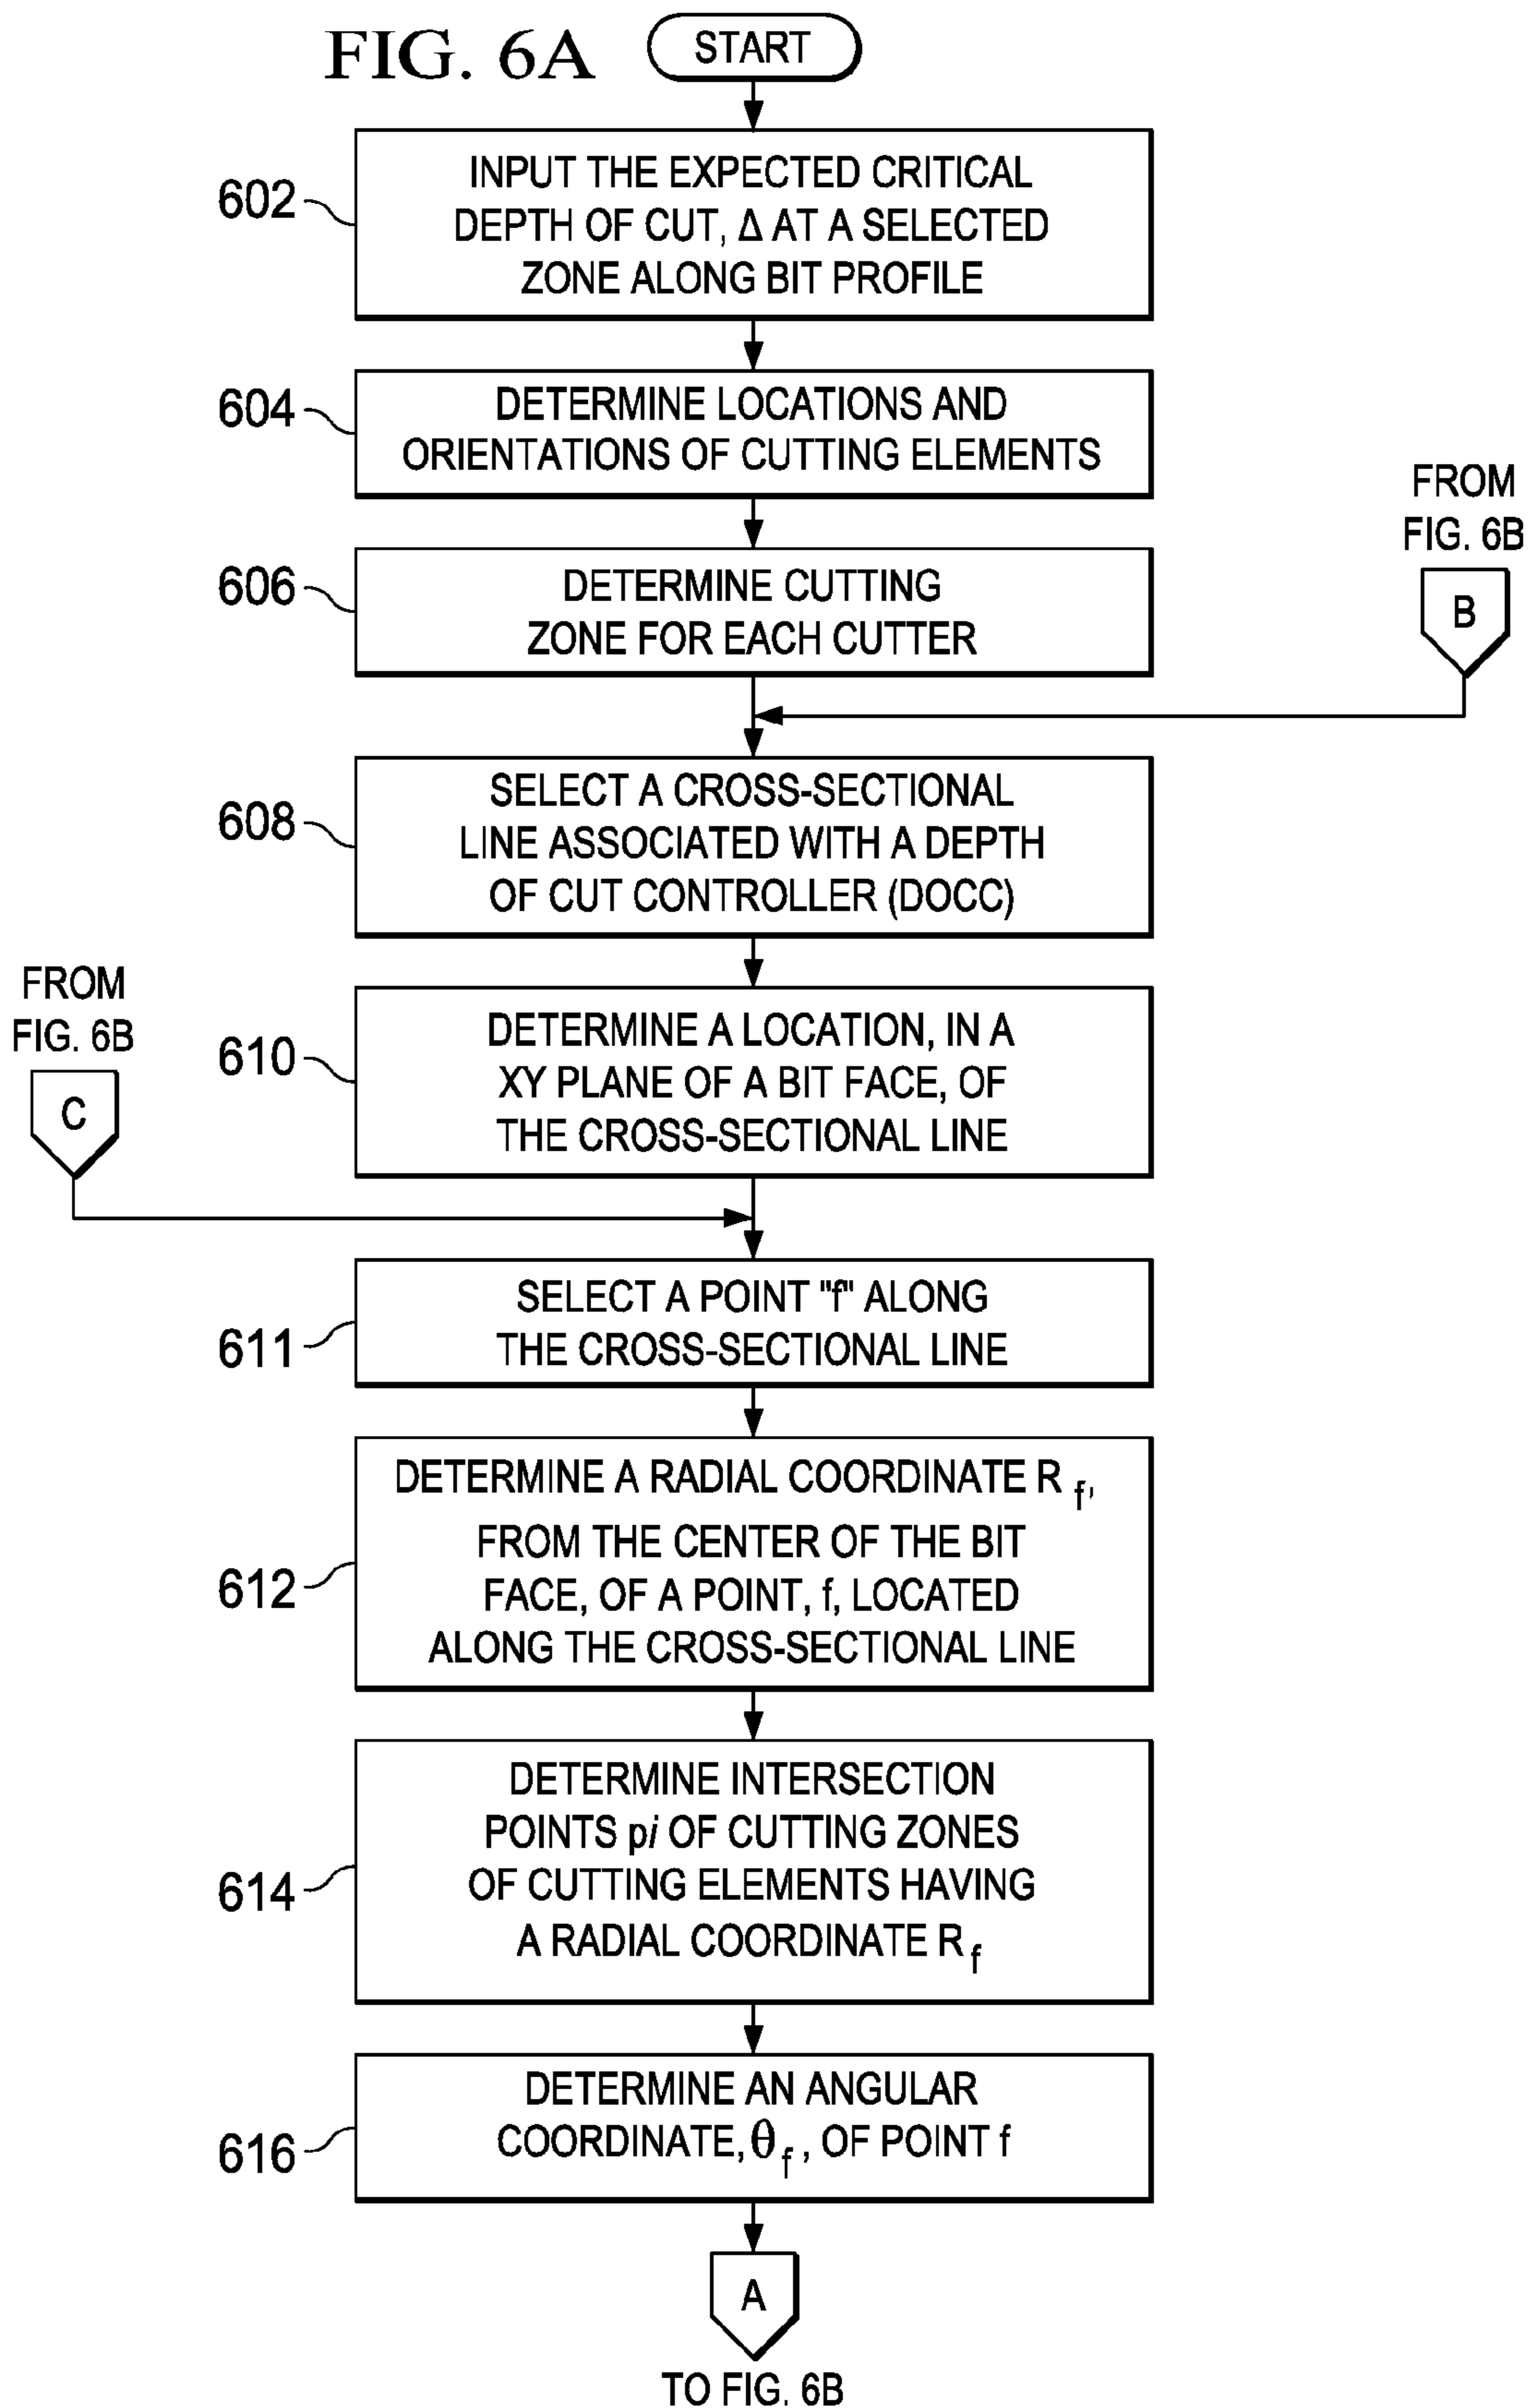 FIG. 6A
START
602
INPUT THE EXPECTED CRITICAL
DEPTH OF CUT, Δ AT A SELECTED
ZONE ALONG BIT PROFILE
604
DETERMINE LOCATIONS AND
ORIENTATIONS OF CUTTING ELEMENTS
606
DETERMINE CUTTING
ZONE FOR EACH CUTTER
FROM
FIG. 6B
B
608
SELECT A CROSS-SECTIONAL
LINE ASSOCIATED WITH A DEPTH
OF CUT CONTROLLER (DOCC)
610
DETERMINE A LOCATION, IN A
XY PLANE OF A BIT FACE, OF
THE CROSS-SECTIONAL LINE
FROM
FIG. 6B
C
611
SELECT A POINT "f" ALONG
THE CROSS-SECTIONAL LINE
612
DETERMINE A RADIAL COORDINATE R f,
FROM THE CENTER OF THE BIT
FACE, OF A POINT, f, LOCATED
ALONG THE CROSS-SECTIONAL LINE
614
DETERMINE INTERSECTION
POINTS pi OF CUTTING ZONES
OF CUTTING ELEMENTS HAVING
A RADIAL COORDINATE R f
616
DETERMINE AN ANGULAR
COORDINATE, θ f, OF POINT f
A
TO FIG. 6B